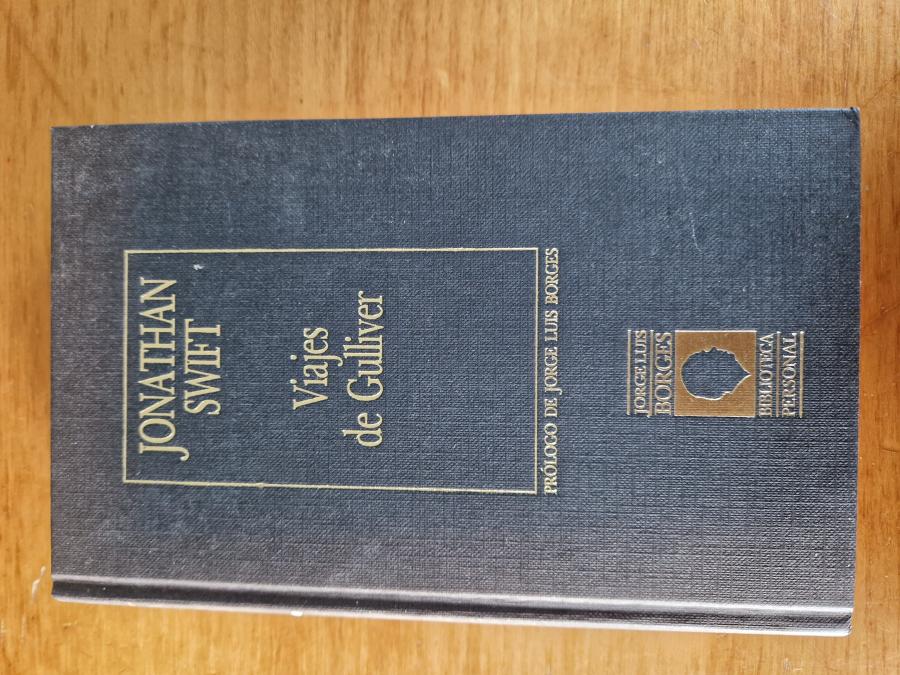 JONATHAN
SWIFT
Viajes
de Gulliver
PRÓLOGO DE JORGE LUIS BORGES
JORGE LUIS
BORGES
BIBLIOTECA
PERSONAL